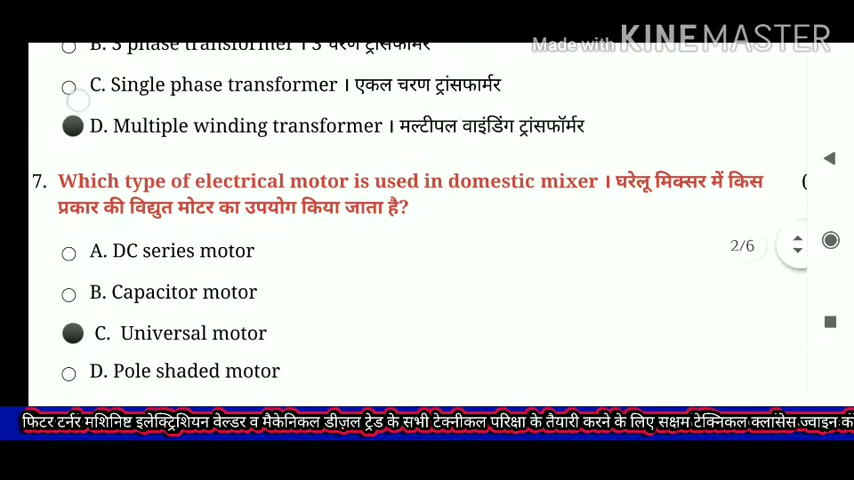 B. 3 phase transformer । 3 चरण ट्रांसफार्मर
Made with KINEMASTER
C. Single phase transformer । एकल चरण ट्रांसफार्मर
D. Multiple winding transformer । मल्टीपल वाइंडिंग ट्रांसफॉर्मर
7. Which type of electrical motor is used in domestic mixer । घरेलू मिक्सर में किस (
प्रकार की विद्युत मोटर का उपयोग किया जाता है?
A. DC series motor
2/6
B. Capacitor motor
C. Universal motor
D. Pole shaded motor
फिटर टर्नर मशिनिष्ट इलेक्ट्रिशियन वेल्डर व मैकेनिकल डीज़ल ट्रेड के सभी टेक्नीकल परिक्षा के तैयारी करने के लिए सक्षम टेक्निकल क्लासेस ज्वाइन